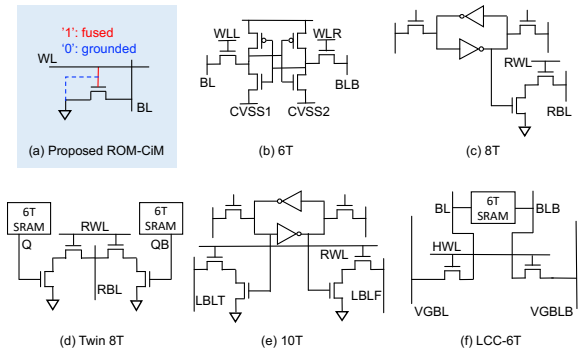 '1': fused
'0': grounded
WL
BL
(a) Proposed ROM-CiM
WLL
WLR
BL
BLB
CVSS1
CVSS2
(b) 6T
RWL
RBL
(c) 8T
6T
SRAM
6T
SRAM
Q
RWL
QB
RBL
(d) Twin 8T
RWL
LBLT
LBLF
(e) 10T
BL
6T
SRAM
BLB
HWL
VGBL
VGBLB
(f) LCC-6T